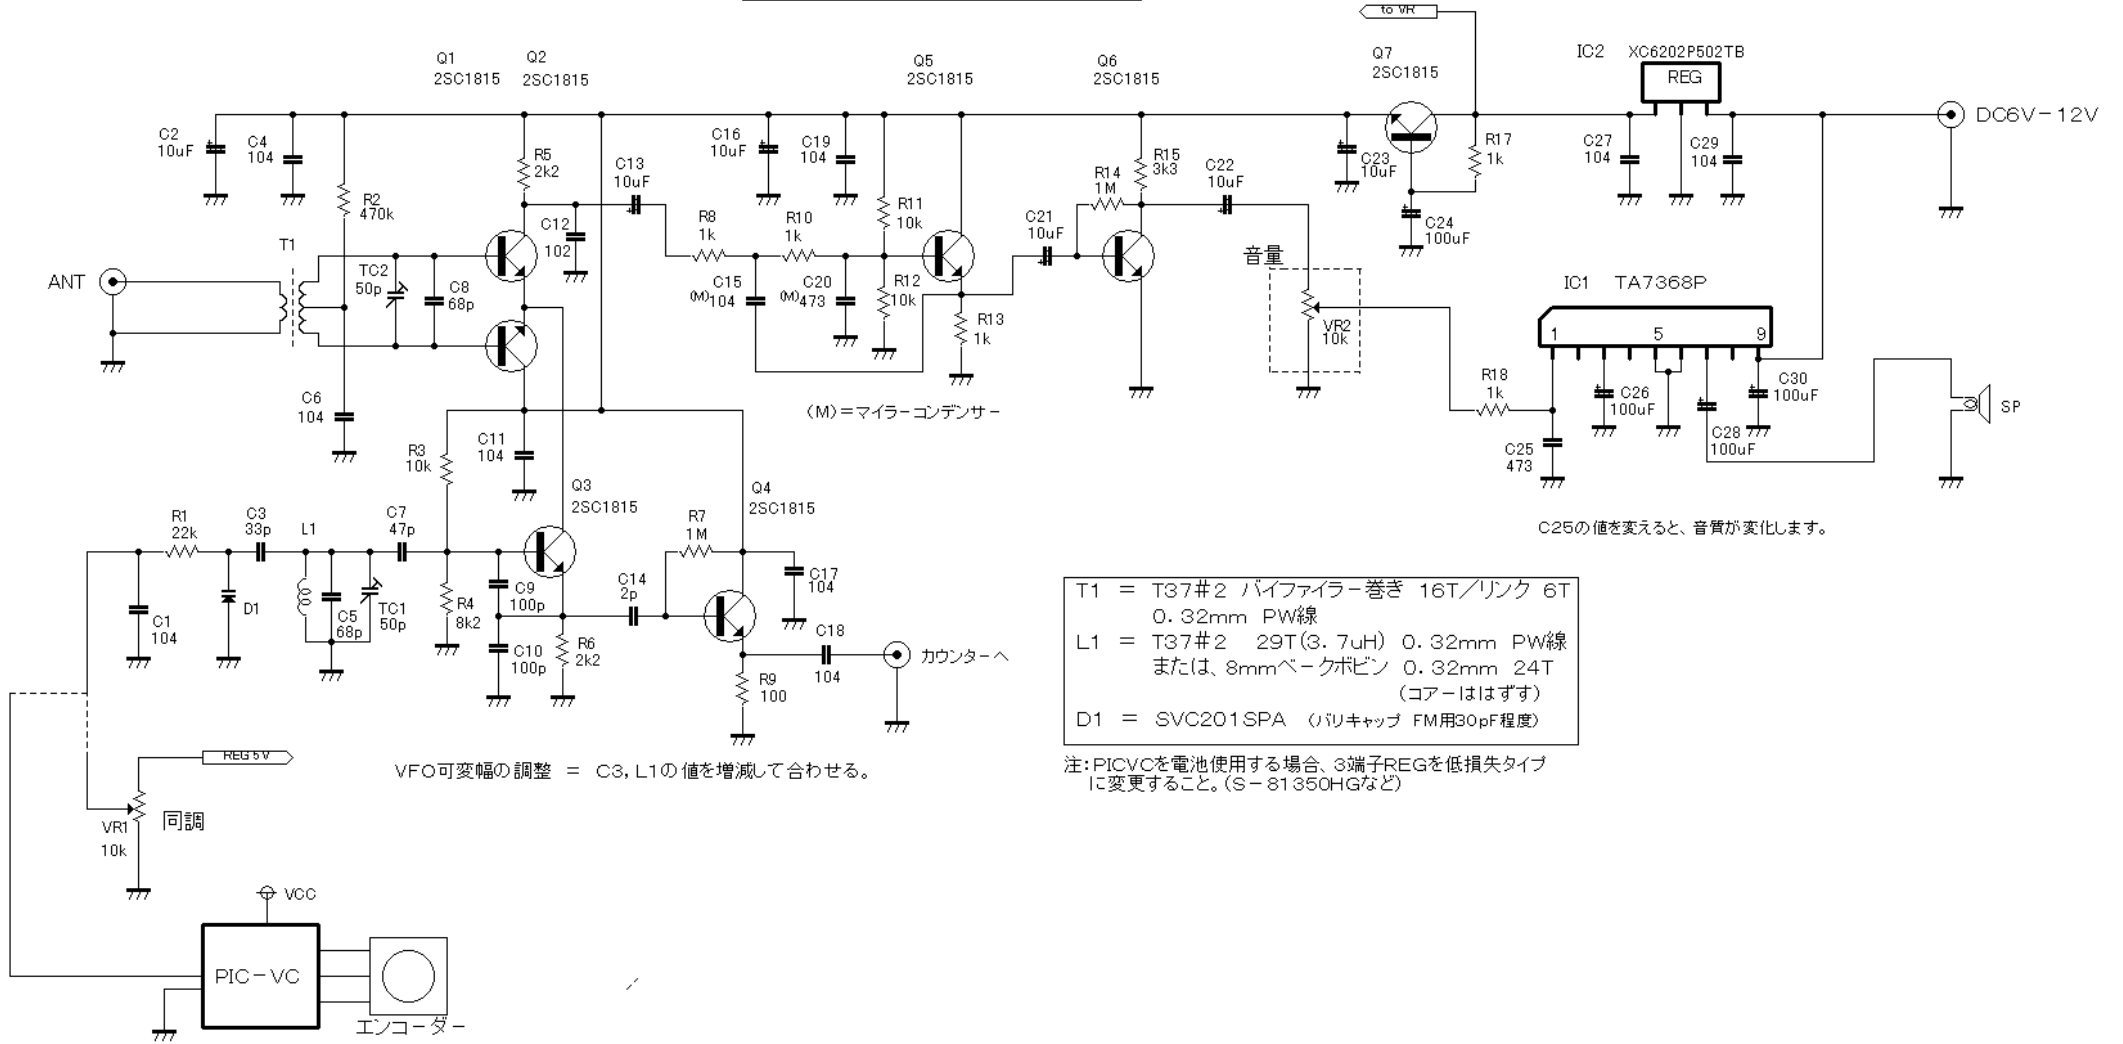 to VR
Q1
2SC1815
Q2
2SC1815
Q5
2SC1815
Q6
2SC1815
Q7
2SC1815
IC2 XC6202P502TB
REG
DC6V-12V
C2
10uF
C4
104
R2
470k
R5
2k2
C13
10uF
C12
102
C16
10uF
C19
104
R8
1k
R10
1k
R11
10k
R12
10k
R13
1k
C15
(M)104
C20
(M)473
C21
10uF
R14
1M
R15
3k3
C22
10uF
C23
10uF
C24
100uF
R17
1k
C27
104
C29
104
ANT
T1
TC2
50p
C8
68p
C6
104
音量
VR2
10k
IC1 TA7368P
1 5 9
R18
1k
C25
473
C26
100uF
C28
100uF
C30
100uF
SP
(M)=マイラーコンデンサー
C25の値を変えると、音質が変化します。
R3
10k
C11
104
Q3
2SC1815
Q4
2SC1815
R1
22k
C3
33p
L1
C7
47p
R7
1M
C1
104
D1
C5
68p
TC1
50p
R4
8k2
C9
100p
C10
100p
R6
2k2
C14
2p
C17
104
C18
104
R9
100
カウンターへ
T1 = T37#2 バイファイラー巻き 16T/リンク 6T
0.32mm PW線
L1 = T37#2 29T(3.7uH) 0.32mm PW線
または、8mmベークボビン 0.32mm 24T
(コアーははずす)
D1 = SVC201SPA (バリキャップ FM用30pF程度)
注:PICVCを電池使用する場合、3端子REGを低損失タイプ
に変更すること。(S-81350HGなど)
REG5V
VFO可変幅の調整 = C3,L1の値を増減して合わせる。
VR1
10k
同調
VCC
PIC-VC
エンコーダー